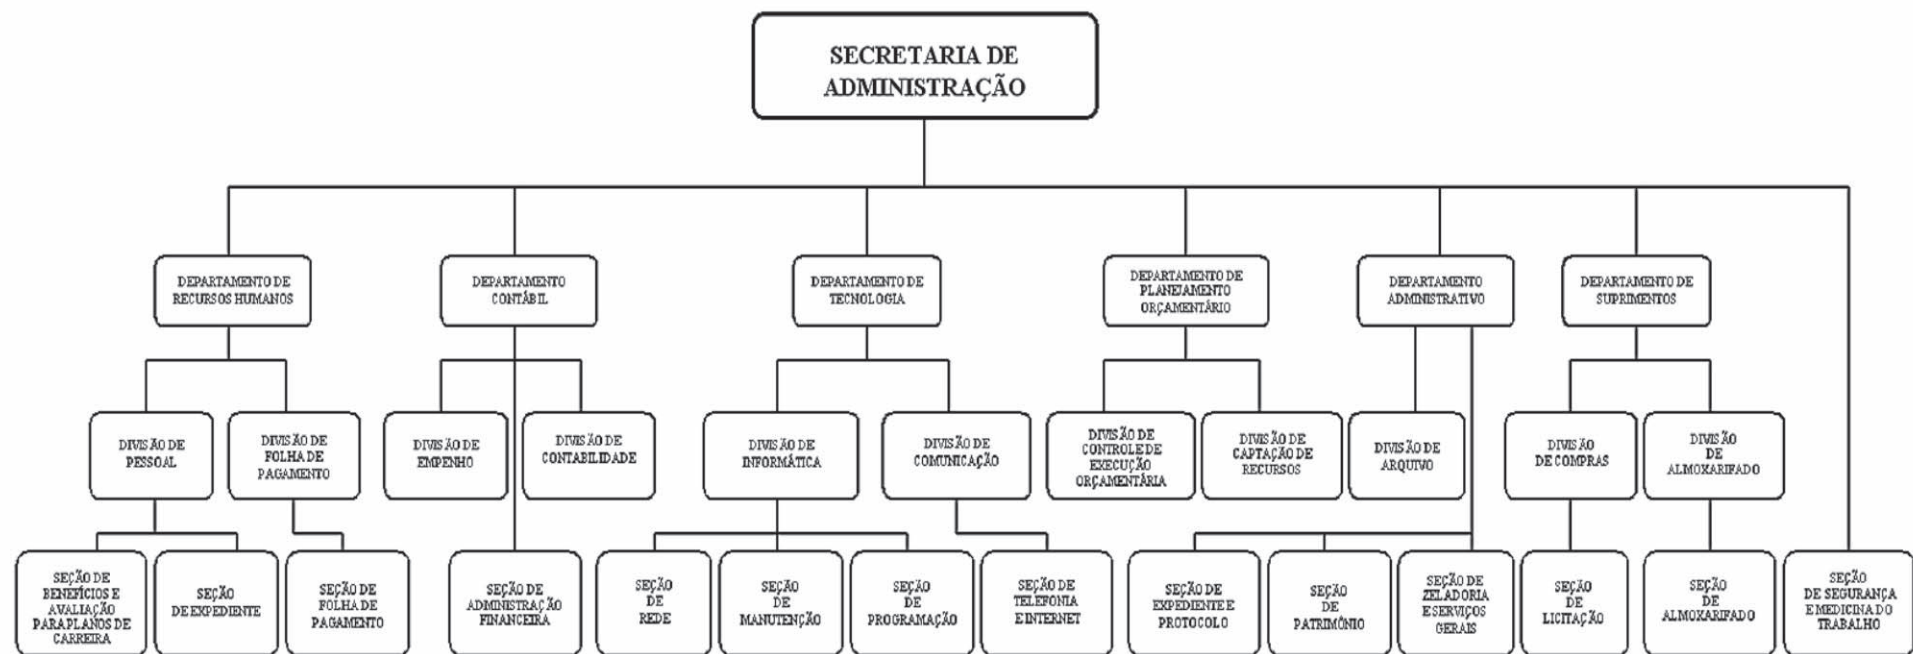 SECRETARIA DE
ADMINISTRAÇÃO
DEPARTAMENTO DE
RECURSOS HUMANOS
DEPARTAMENTO
CONTÁBIL
DEPARTAMENTO DE
TECNOLOGIA
DEPARTAMENTO DE
PLANEJAMENTO
ORÇAMENTÁRIO
DEPARTAMENTO
ADMINISTRATIVO
DEPARTAMENTO DE
SUPRIMENTOS
DIVISÃO DE
PESSOAL
DIVISÃO DE
FOLHA DE
PAGAMENTO
DIVISÃO DE
EMPENHO
DIVISÃO DE
CONTABILIDADE
DIVISÃO DE
INFORMÁTICA
DIVISÃO DE
COMUNICAÇÃO
DIVISÃO DE
CONTROLE DE
EXECUÇÃO
ORÇAMENTÁRIA
DIVISÃO DE
CAPTAÇÃO DE
RECURSOS
DIVISÃO DE
ARQUIVO
DIVISÃO
DE COMPRAS
DIVISÃO
DE
ALMOXARIFADO
SEÇÃO DE
BENEFÍCIOS E
AVALIAÇÃO
PARA PLANOS DE
CARREIRA
SEÇÃO
DE EXPEDIENTE
SEÇÃO DE
FOLHA DE
PAGAMENTO
SEÇÃO DE
ADMINISTRAÇÃO
FINANCEIRA
SEÇÃO
DE
REDE
SEÇÃO
DE
MANUTENÇÃO
SEÇÃO
DE
PROGRAMAÇÃO
SEÇÃO DE
TELEFONIA
E INTERNET
SEÇÃO DE
EXPEDIENTE E
PROTOCOLO
SEÇÃO
DE
PATRIMÔNIO
SEÇÃO DE
ZELADORIA
E SERVIÇOS
GERAIS
SEÇÃO
DE
LICITAÇÃO
SEÇÃO
DE
ALMOXARIFADO
SEÇÃO
DE SEGURANÇA
E MEDICINA DO
TRABALHO